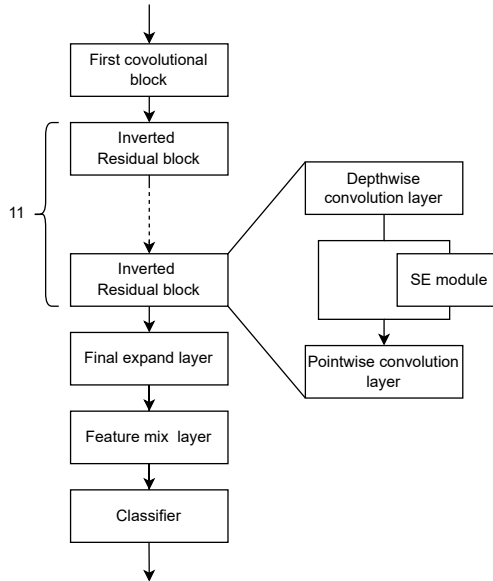 First covolutional
block
Inverted
Residual block
11
Inverted
Residual block
Final expand layer
Feature mix layer
Classifier
Depthwise
convolution layer
SE module
Pointwise convolution
layer